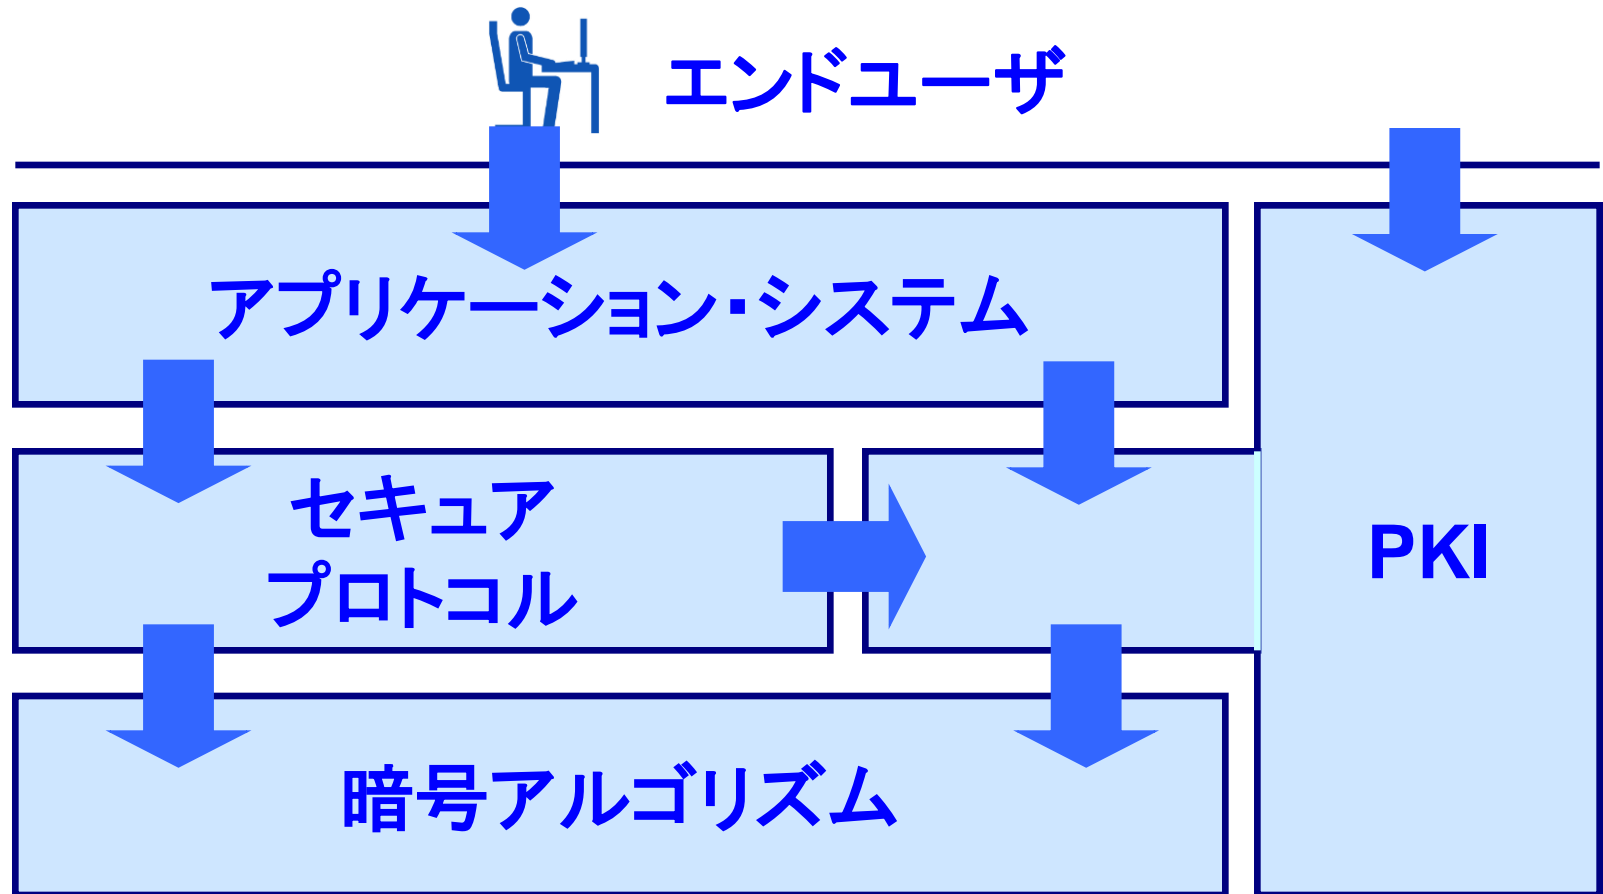 エンドユーザ
アプリケーション・システム
セキュア
プロトコル
PKI
暗号アルゴリズム